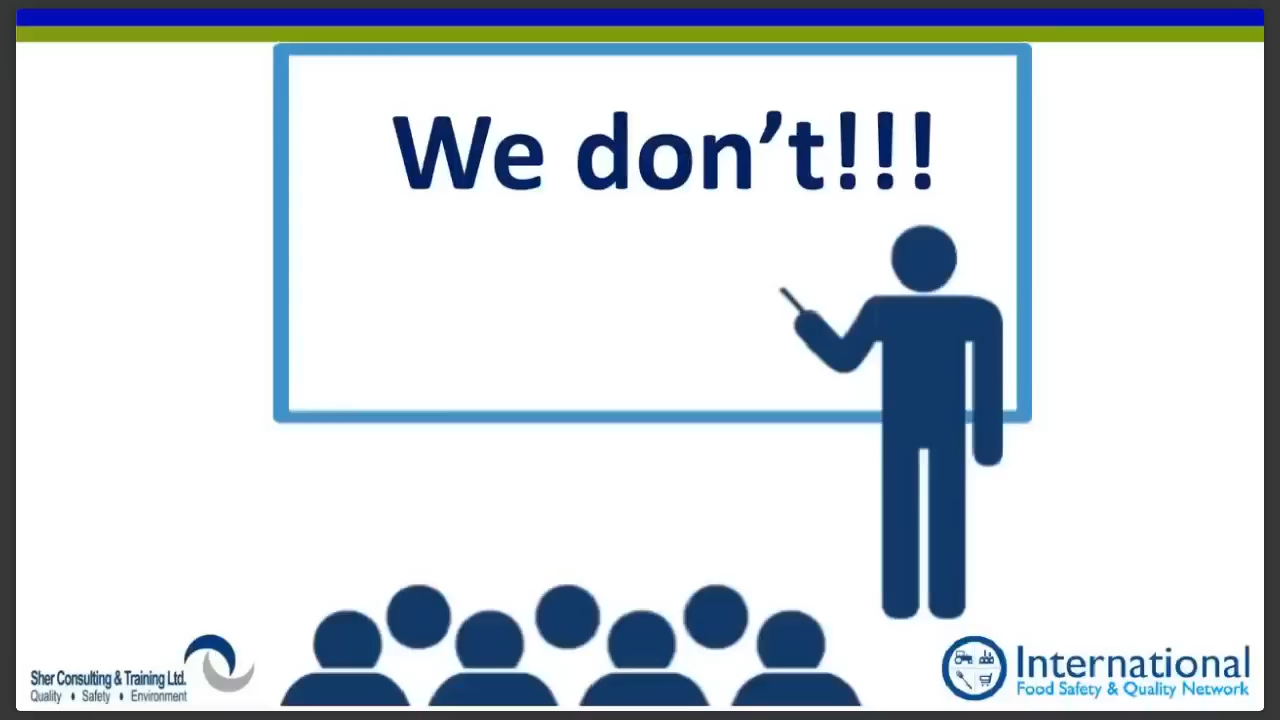 We don’t!!!
Sher Consulting & Training Ltd.
Quality • Safety • Environment
International
Food Safety & Quality Network